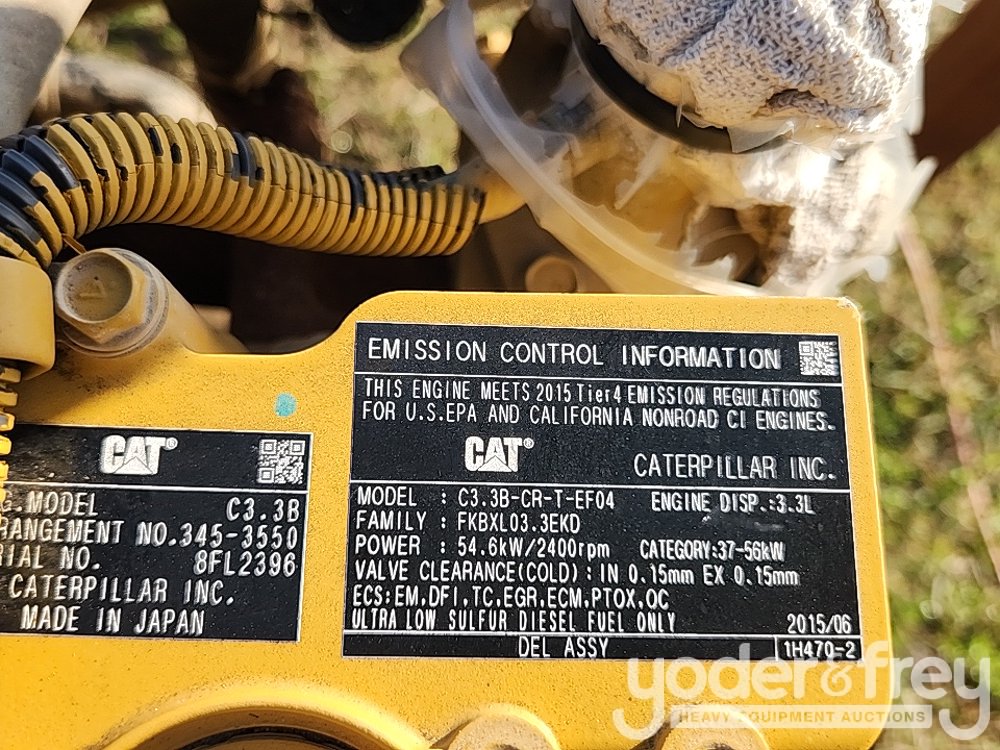 CAT®
G.MODEL C3.3B
RANGEMENT NO.345-3550
RIAL NO. 8FL2396
CATERPILLAR INC.
MADE IN JAPAN
EMISSION CONTROL INFORMATION
THIS ENGINE MEETS 2015 Tier4 EMISSION REGULATIONS
FOR U.S.EPA AND CALIFORNIA NONROAD CI ENGINES.
CAT®
CATERPILLAR INC.
MODEL : C3.3B-CR-T-EF04 ENGINE DISP.:3.3L
FAMILY : FKBXL03.3EKD
POWER : 54.6kW/2400rpm CATEGORY:37-56kW
VALVE CLEARANCE(COLD): IN 0.15mm EX 0.15mm
ECS:EM,DFI,TC,EGR,ECM,PTOX,OC
ULTRA LOW SULFUR DIESEL FUEL ONLY 2015/06
DEL ASSY 1H470-2
yoder&frey
HEAVY EQUIPMENT AUCTIONS